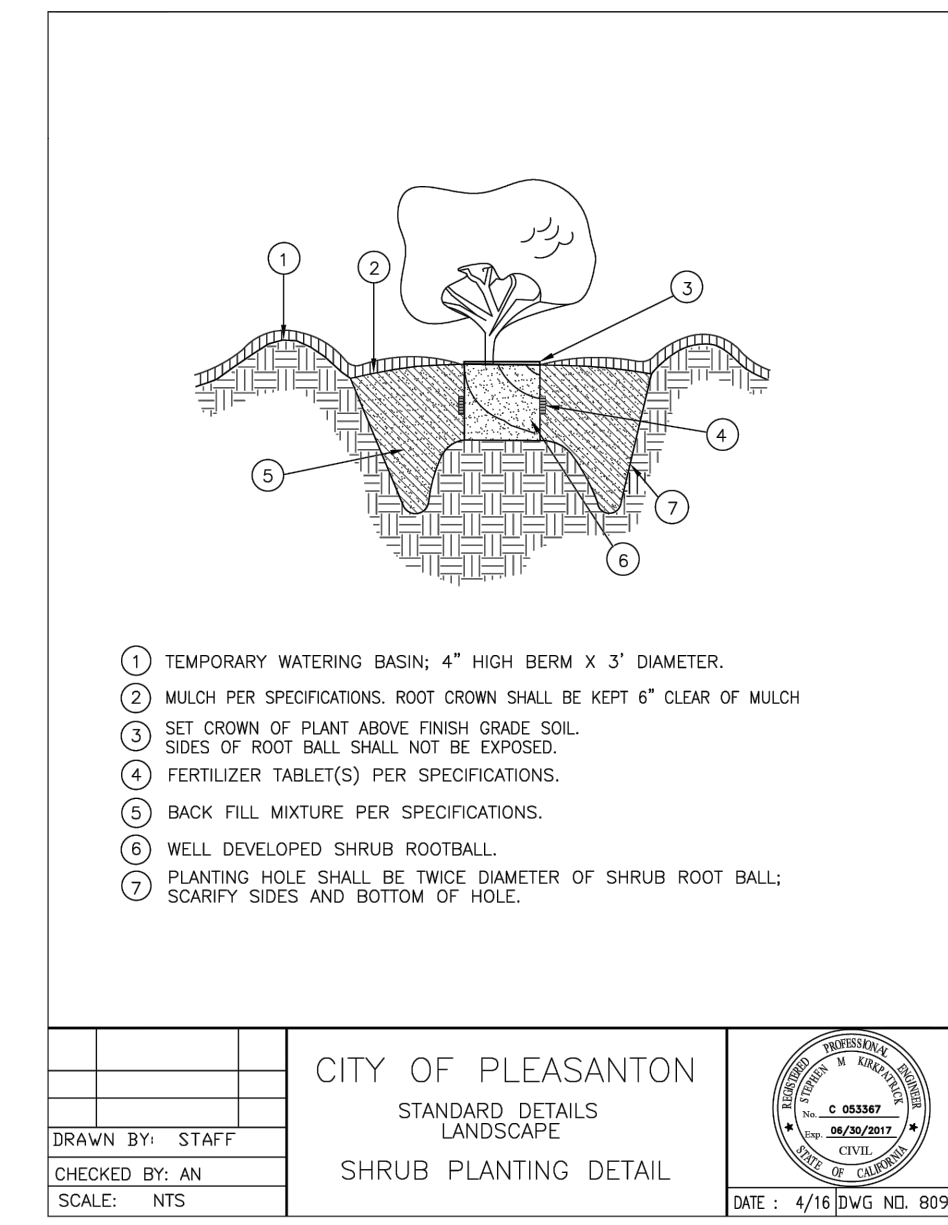 1
2
3
4
5
7
6
1 TEMPORARY WATERING BASIN; 4" HIGH BERM X 3' DIAMETER.
2 MULCH PER SPECIFICATIONS. ROOT CROWN SHALL BE KEPT 6" CLEAR OF MULCH
3 SET CROWN OF PLANT ABOVE FINISH GRADE SOIL.
SIDES OF ROOT BALL SHALL NOT BE EXPOSED.
4 FERTILIZER TABLET(S) PER SPECIFICATIONS.
5 BACK FILL MIXTURE PER SPECIFICATIONS.
6 WELL DEVELOPED SHRUB ROOTBALL.
7 PLANTING HOLE SHALL BE TWICE DIAMETER OF SHRUB ROOT BALL;
SCARIFY SIDES AND BOTTOM OF HOLE.
DRAWN BY: STAFF
CHECKED BY: AN
SCALE: NTS
CITY OF PLEASANTON
STANDARD DETAILS
LANDSCAPE
SHRUB PLANTING DETAIL
REGISTERED PROFESSIONAL ENGINEER
STEPHEN M KIRKPATRICK
No. C 053367
Exp. 06/30/2017
CIVIL
STATE OF CALIFORNIA
DATE : 4/16 DWG NO. 809